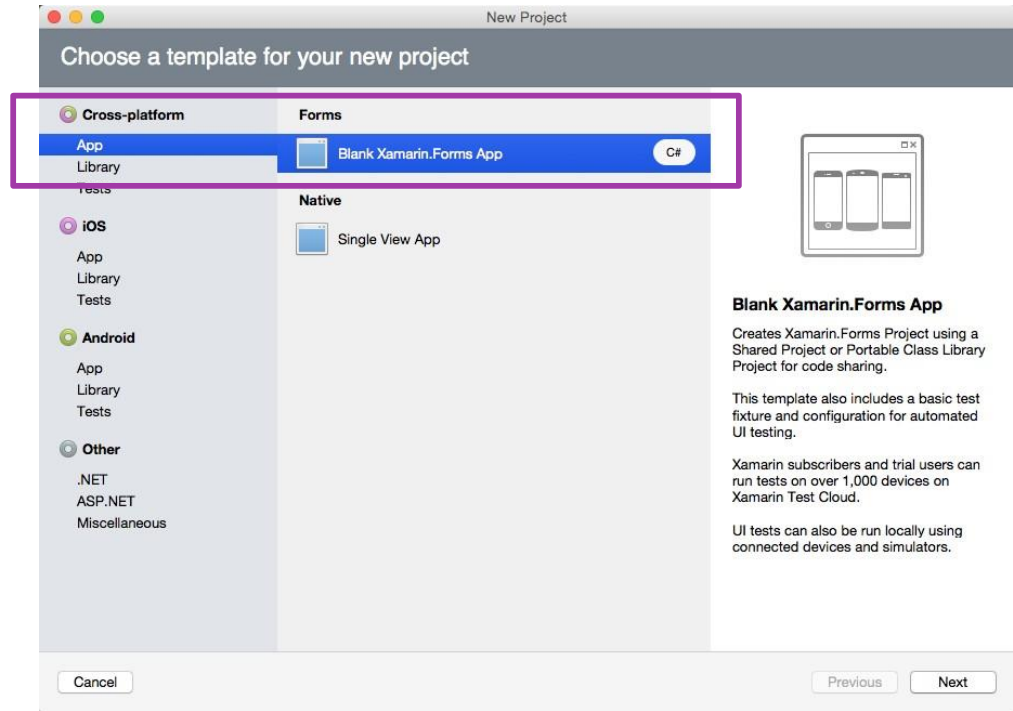 New Project
Choose a template for your new project
Cross-platform
App
Library
Tests
iOS
App
Library
Tests
Android
App
Library
Tests
Other
.NET
ASP.NET
Miscellaneous
Forms
Blank Xamarin.Forms App
C#
Native
Single View App
Blank Xamarin.Forms App
Creates Xamarin.Forms Project using a
Shared Project or Portable Class Library
Project for code sharing.
This template also includes a basic test
fixture and configuration for automated
UI testing.
Xamarin subscribers and trial users can
run tests on over 1,000 devices on
Xamarin Test Cloud.
UI tests can also be run locally using
connected devices and simulators.
Cancel
Previous
Next